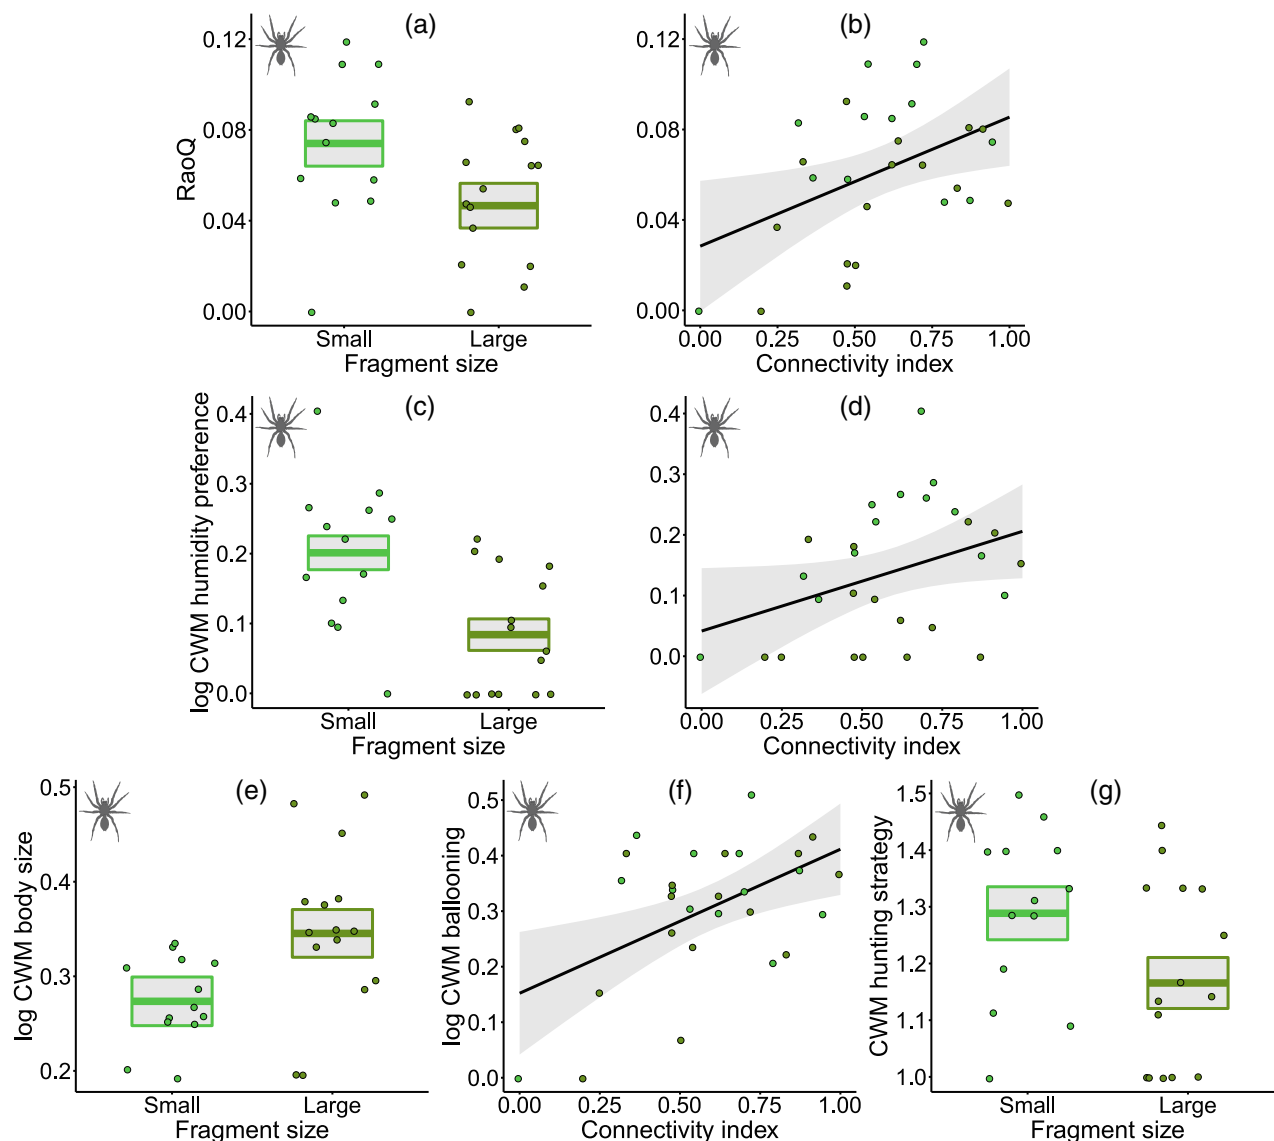 (a)
RaoQ
0.12
0.08
0.04
0.00
Small Large
Fragment size
(b)
0.12
0.08
0.04
0.00
0.00 0.25 0.50 0.75 1.00
Connectivity index
(c)
log CWM humidity preference
0.4
0.3
0.2
0.1
0.0
Small Large
Fragment size
(d)
0.4
0.3
0.2
0.1
0.0
0.00 0.25 0.50 0.75 1.00
Connectivity index
(e)
log CWM body size
0.5
0.4
0.3
0.2
Small Large
Fragment size
(f)
log CWM ballooning
0.5
0.4
0.3
0.2
0.1
0.0
0.00 0.25 0.50 0.75 1.00
Connectivity index
(g)
CWM hunting strategy
1.5
1.4
1.3
1.2
1.1
1.0
Small Large
Fragment size